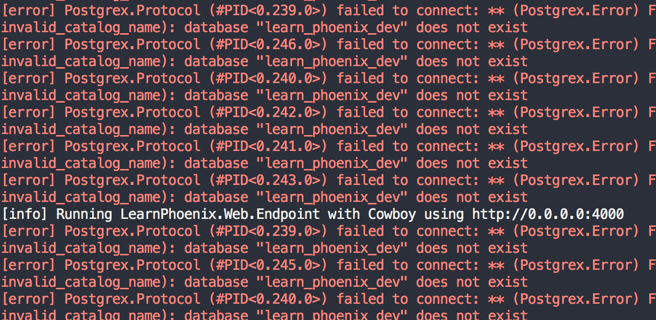 [error] Postgrex.Protocol (#PID<0.239.0>) failed to connect: ** (Postgrex.Error) F
invalid_catalog_name): database "learn_phoenix_dev" does not exist
[error] Postgrex.Protocol (#PID<0.246.0>) failed to connect: ** (Postgrex.Error) F
invalid_catalog_name): database "learn_phoenix_dev" does not exist
[error] Postgrex.Protocol (#PID<0.240.0>) failed to connect: ** (Postgrex.Error) F
invalid_catalog_name): database "learn_phoenix_dev" does not exist
[error] Postgrex.Protocol (#PID<0.242.0>) failed to connect: ** (Postgrex.Error) F
invalid_catalog_name): database "learn_phoenix_dev" does not exist
[error] Postgrex.Protocol (#PID<0.241.0>) failed to connect: ** (Postgrex.Error) F
invalid_catalog_name): database "learn_phoenix_dev" does not exist
[error] Postgrex.Protocol (#PID<0.243.0>) failed to connect: ** (Postgrex.Error) F
invalid_catalog_name): database "learn_phoenix_dev" does not exist
[info] Running LearnPhoenix.Web.Endpoint with Cowboy using http://0.0.0.0:4000
[error] Postgrex.Protocol (#PID<0.239.0>) failed to connect: ** (Postgrex.Error) F
invalid_catalog_name): database "learn_phoenix_dev" does not exist
[error] Postgrex.Protocol (#PID<0.245.0>) failed to connect: ** (Postgrex.Error) F
invalid_catalog_name): database "learn_phoenix_dev" does not exist
[error] Postgrex.Protocol (#PID<0.240.0>) failed to connect: ** (Postgrex.Error) F
invalid_catalog_name): database "learn_phoenix_dev" does not exist